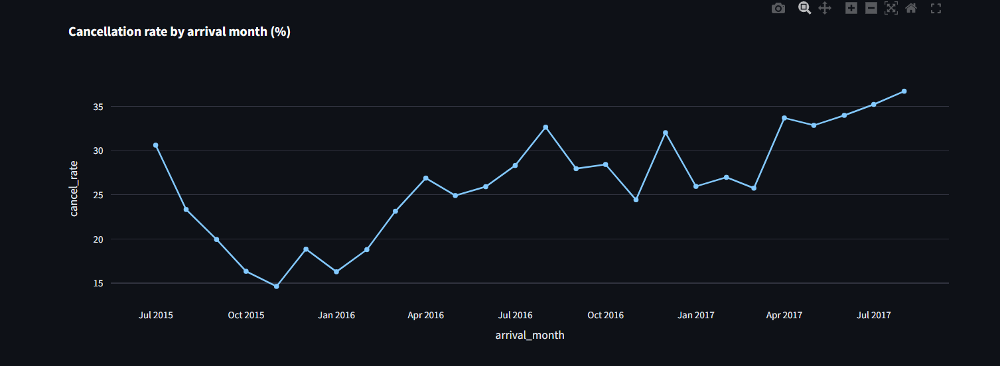 Cancellation rate by arrival month (%)
35
30
25
20
15
cancel_rate
Jul 2015 Oct 2015 Jan 2016 Apr 2016 Jul 2016 Oct 2016 Jan 2017 Apr 2017 Jul 2017
arrival_month